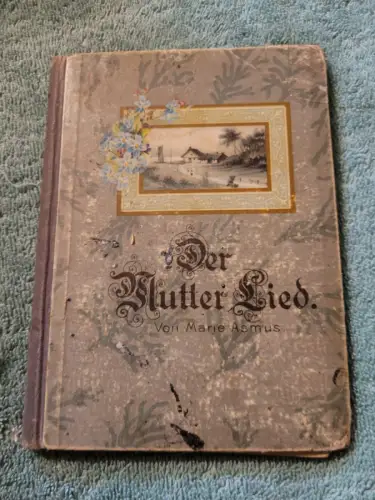 Der
Mutter Lied.
Von Marie Asmus